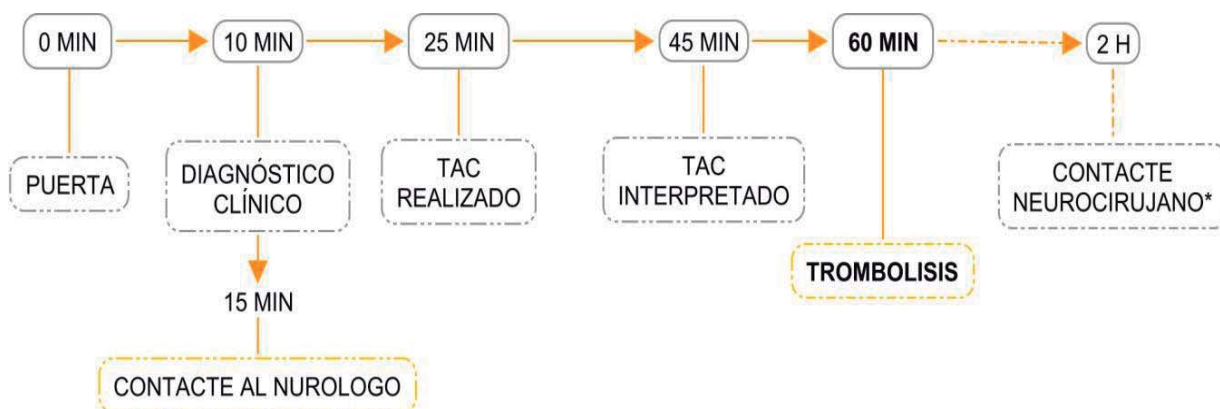 0 MIN
10 MIN
25 MIN
45 MIN
60 MIN
2 H
PUERTA
DIAGNÓSTICO
CLÍNICO
TAC
REALIZADO
TAC
INTERPRETADO
CONTACTE
NEUROCIRUJANO*
TROMBOLISIS
15 MIN
CONTACTE AL NUROLOGO